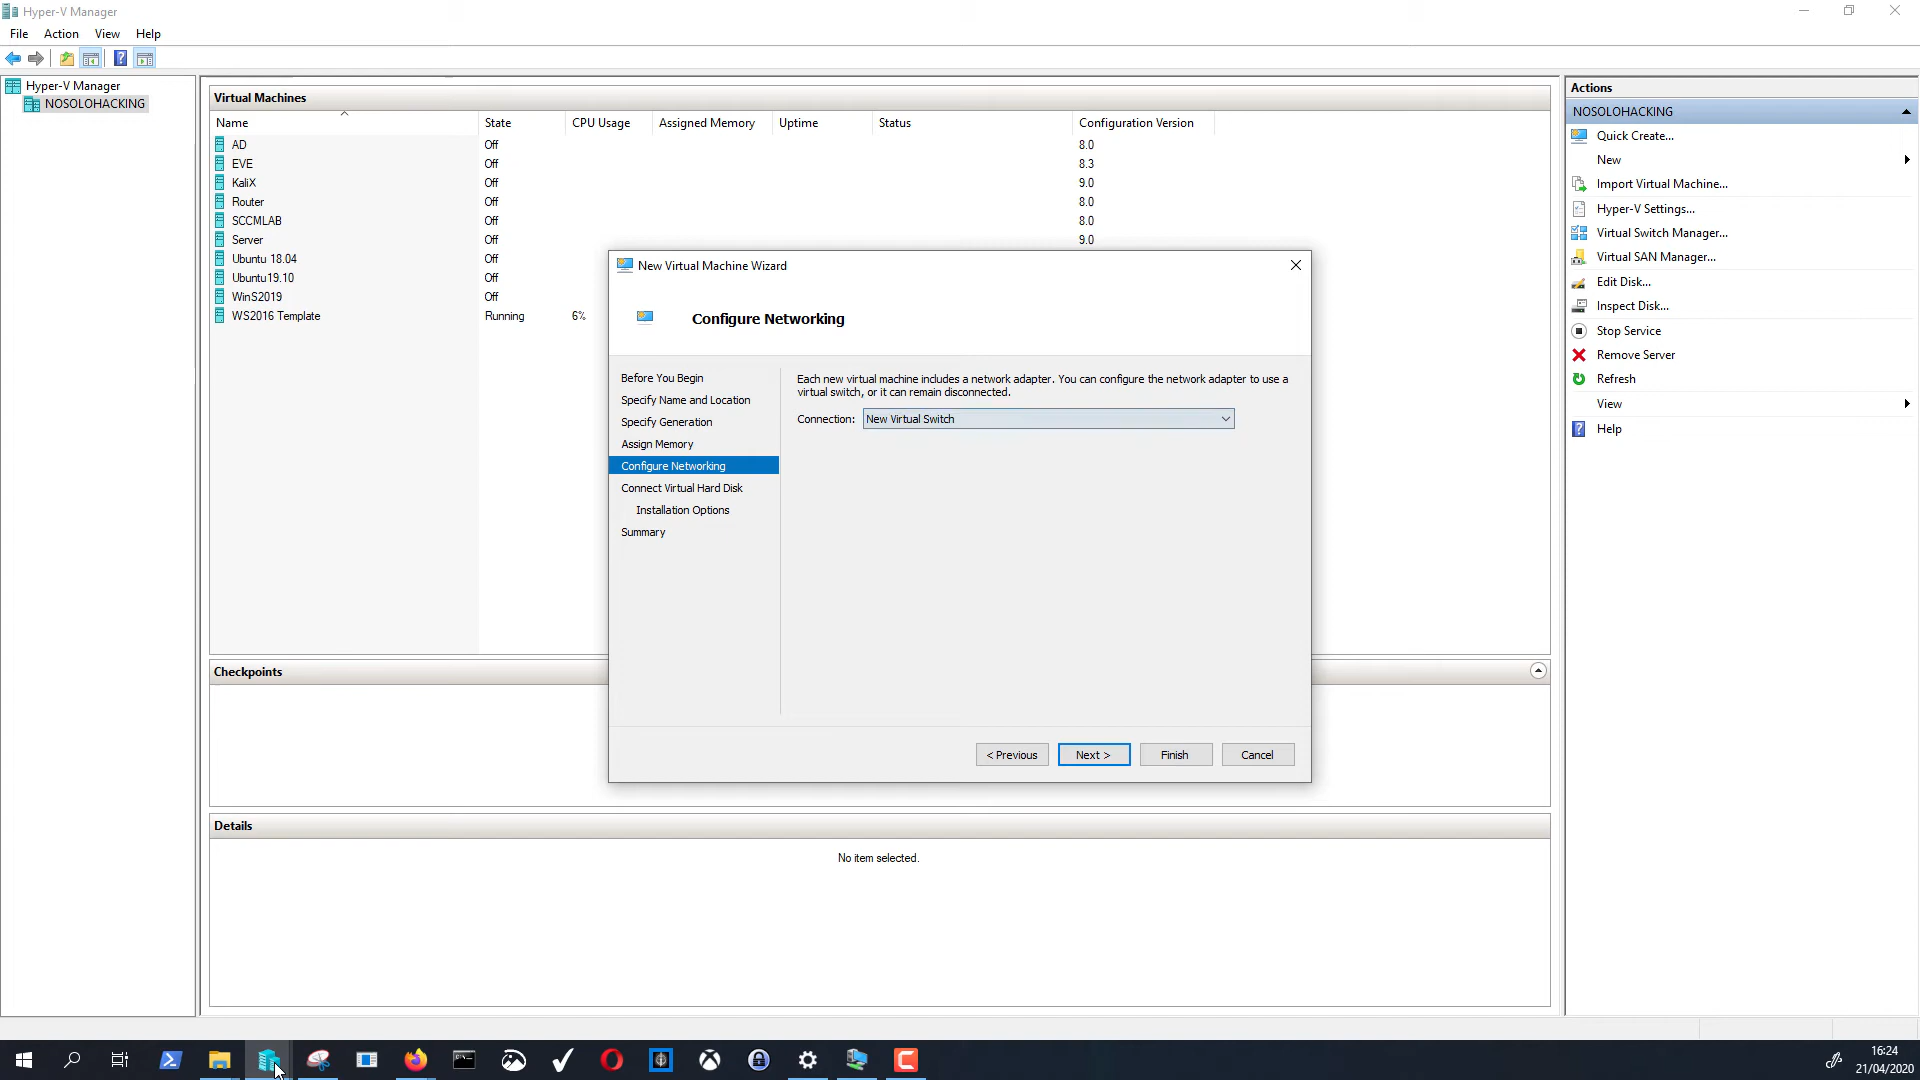 Hyper-V Manager
File Action View Help
Hyper-V Manager
NOSOLOHACKING
Virtual Machines
Name State CPU Usage Assigned Memory Uptime Status Configuration Version
AD Off 8.0
EVE Off 8.3
KaliX Off 9.0
Router Off 8.0
SCCMLAB Off 8.0
Server Off 9.0
Ubuntu 18.04 Off
Ubuntu19.10 Off
WinS2019 Off
WS2016 Template Running 6%
New Virtual Machine Wizard
Configure Networking
Before You Begin
Specify Name and Location
Specify Generation
Assign Memory
Configure Networking
Connect Virtual Hard Disk
Installation Options
Summary
Each new virtual machine includes a network adapter. You can configure the network adapter to use a
virtual switch, or it can remain disconnected.
Connection: New Virtual Switch
< Previous Next > Finish Cancel
Checkpoints
Details
No item selected.
Actions
NOSOLOHACKING
Quick Create...
New
Import Virtual Machine...
Hyper-V Settings...
Virtual Switch Manager...
Virtual SAN Manager...
Edit Disk...
Inspect Disk...
Stop Service
Remove Server
Refresh
View
Help
16:24
21/04/2020